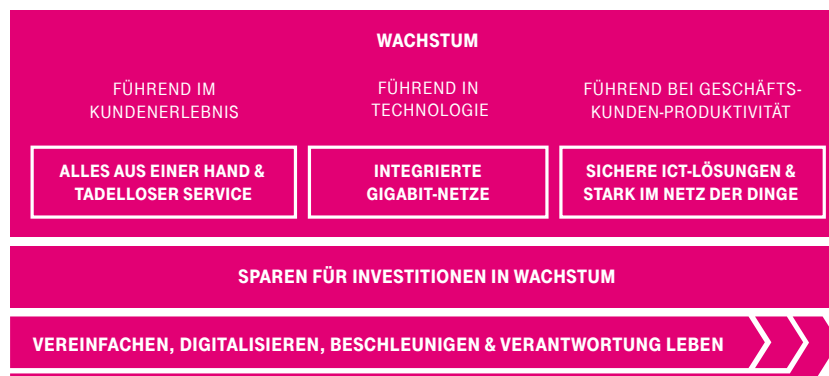 WACHSTUM
FÜHREND IM
KUNDENERLEBNIS
FÜHREND IN
TECHNOLOGIE
FÜHREND BEI GESCHÄFTS-
KUNDEN-PRODUKTIVITÄT
ALLES AUS EINER HAND &
TADELLOSER SERVICE
INTEGRIERTE
GIGABIT-NETZE
SICHERE ICT-LÖSUNGEN &
STARK IM NETZ DER DINGE
SPAREN FÜR INVESTITIONEN IN WACHSTUM
VEREINFACHEN, DIGITALISIEREN, BESCHLEUNIGEN & VERANTWORTUNG LEBEN